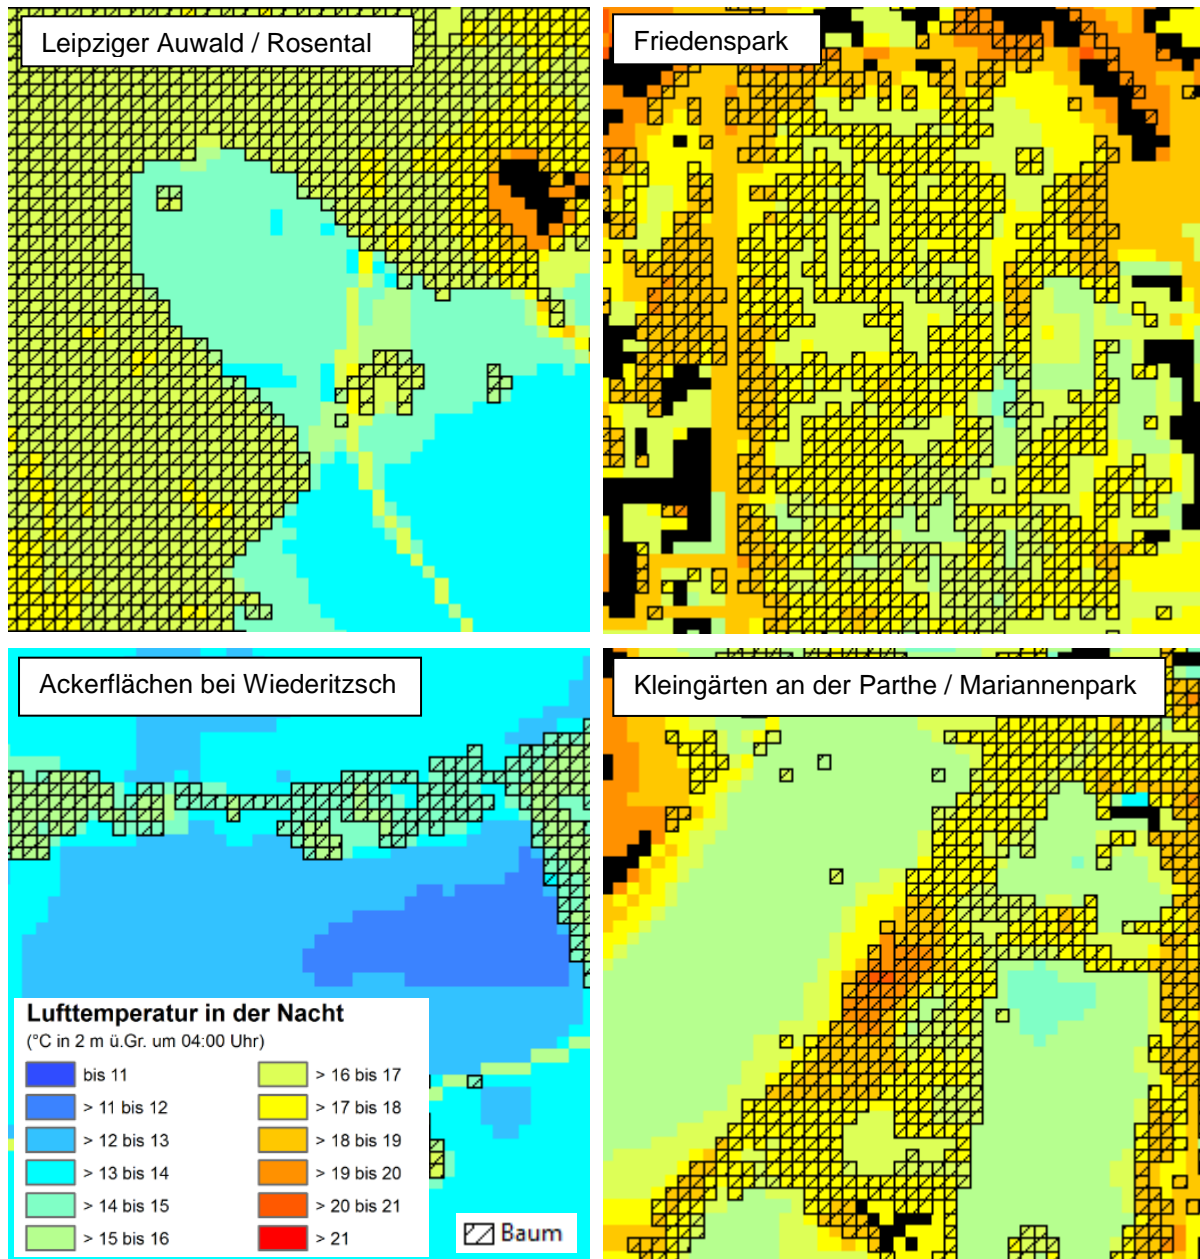 Leipziger Auwald / Rosental
Friedenspark
Ackerflächen bei Wiederitzsch
Kleingärten an der Parthe / Mariannenpark
Lufttemperatur in der Nacht
(°C in 2 m ü.Gr. um 04:00 Uhr)
bis 11
> 11 bis 12
> 12 bis 13
> 13 bis 14
> 14 bis 15
> 15 bis 16
> 16 bis 17
> 17 bis 18
> 18 bis 19
> 19 bis 20
> 20 bis 21
> 21
Baum